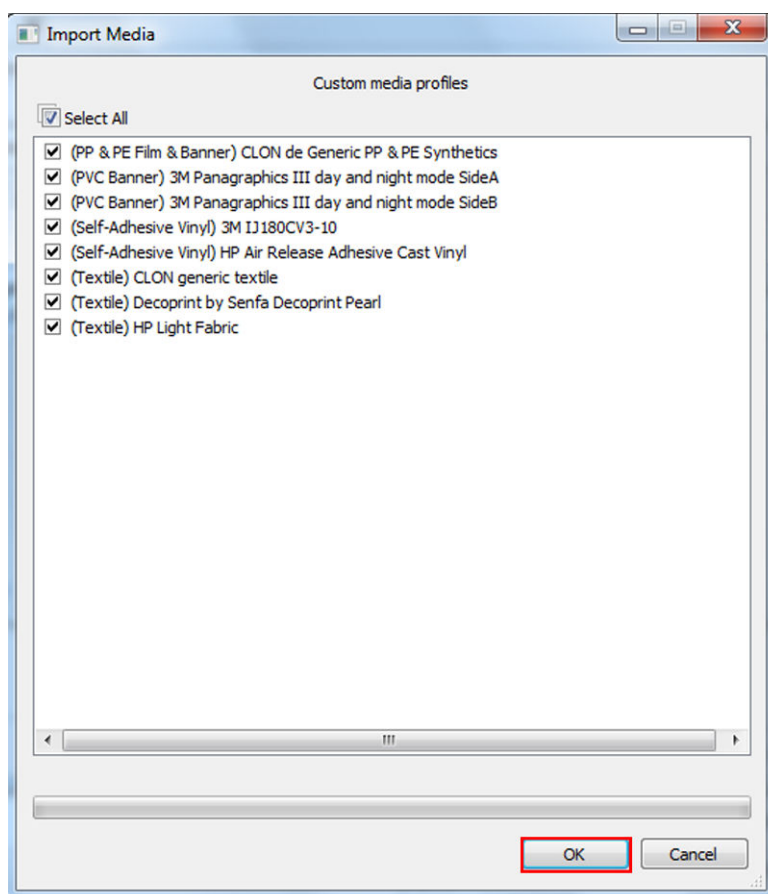 Import Media
Custom media profiles
Select All
(PP & PE Film & Banner) CLON de Generic PP & PE Synthetics
(PVC Banner) 3M Panagraphics III day and night mode SideA
(PVC Banner) 3M Panagraphics III day and night mode SideB
(Self-Adhesive Vinyl) 3M IJ180CV3-10
(Self-Adhesive Vinyl) HP Air Release Adhesive Cast Vinyl
(Textile) CLON generic textile
(Textile) Decoprint by Senfa Decoprint Pearl
(Textile) HP Light Fabric
OK Cancel